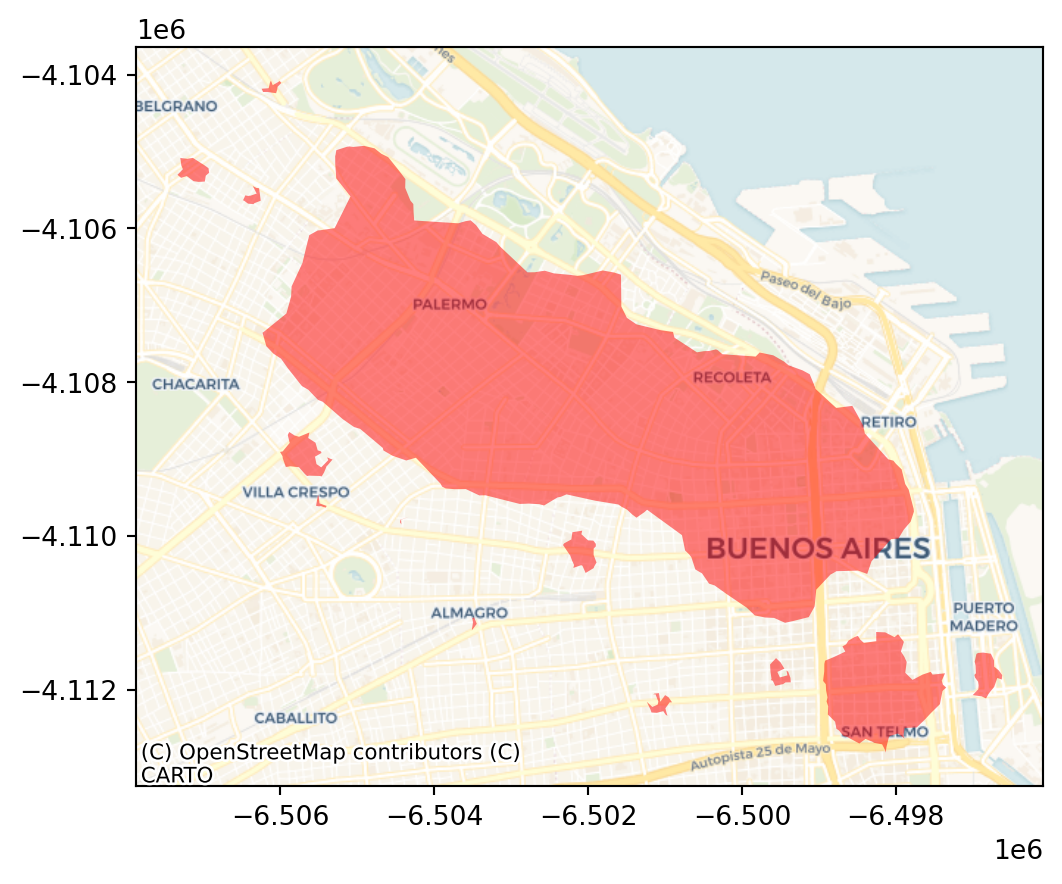 1e6
−4.104
−4.106
−4.108
−4.110
−4.112
nes
BELGRANO
Paseo del Bajo
PALERMO
RECOLETA
CHACARITA
RETIRO
VILLA CRESPO
BUENOS AIRES
ALMAGRO
PUERTO
MADERO
CABALLITO
SAN TELMO
Autopista 25 de Mayo
(C) OpenStreetMap contributors (C)
CARTO
−6.506
−6.504
−6.502
−6.500
−6.498
1e6